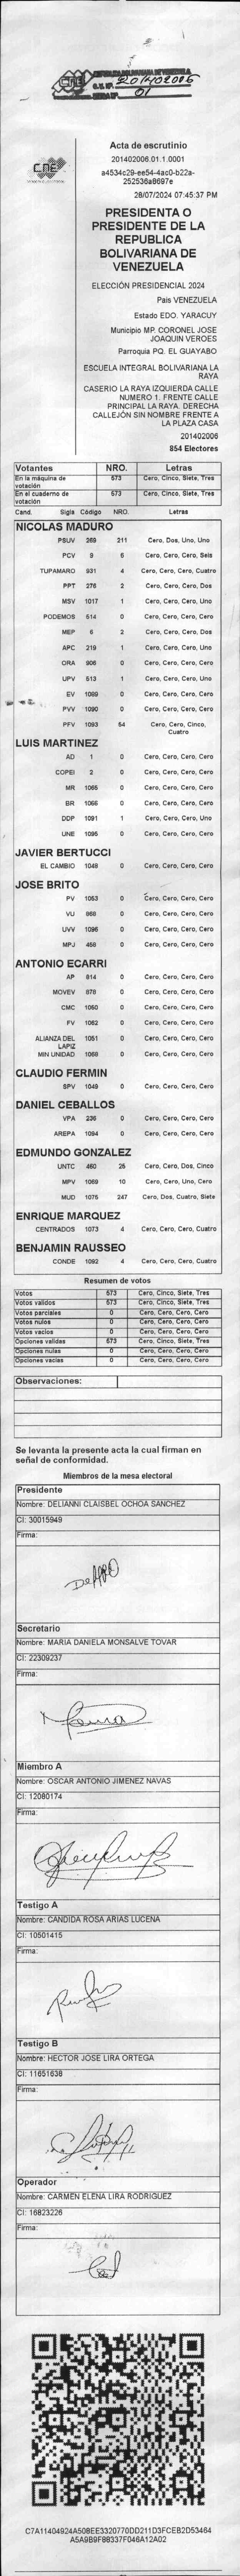 REPUBLICA BOLIVARIANA DE VENEZUELA
201402006
01
CNE
Acta de escrutinio
201402006.01.1.0001
a4534c29-ee54-4ac0-b22a-
252536a8697e
28/07/2024 07:45:37 PM
PRESIDENTA O
PRESIDENTE DE LA
REPUBLICA
BOLIVARIANA DE
VENEZUELA
ELECCIÓN PRESIDENCIAL 2024
Pais VENEZUELA
Estado EDO. YARACUY
Municipio MP. CORONEL JOSE
JOAQUIN VEROES
Parroquia PQ. EL GUAYABO
ESCUELA INTEGRAL BOLIVARIANA LA
RAYA
CASERIO LA RAYA IZQUIERDA CALLE
NUMERO 1. FRENTE CALLE
PRINCIPAL LA RAYA. DERECHA
CALLEJÓN SIN NOMBRE FRENTE A
LA PLAZA CASA
201402006
854 Electores
Votantes NRO. Letras
En la máquina de votación 573 Cero, Cinco, Siete, Tres
En el cuaderno de votación 573 Cero, Cinco, Siete, Tres
Cand. Sigla Código NRO. Letras
NICOLAS MADURO
PSUV 269 211 Cero, Dos, Uno, Uno
PCV 9 6 Cero, Cero, Cero, Seis
TUPAMARO 931 4 Cero, Cero, Cero, Cuatro
PPT 276 2 Cero, Cero, Cero, Dos
MSV 1017 1 Cero, Cero, Cero, Uno
PODEMOS 514 0 Cero, Cero, Cero, Cero
MEP 6 2 Cero, Cero, Cero, Dos
APC 219 1 Cero, Cero, Cero, Uno
ORA 906 0 Cero, Cero, Cero, Cero
UPV 513 1 Cero, Cero, Cero, Uno
EV 1089 0 Cero, Cero, Cero, Cero
PVV 1090 0 Cero, Cero, Cero, Cero
PFV 1093 54 Cero, Cero, Cinco,
Cuatro
LUIS MARTINEZ
AD 1 0 Cero, Cero, Cero, Cero
COPEI 2 0 Cero, Cero, Cero, Cero
MR 1065 0 Cero, Cero, Cero, Cero
BR 1066 0 Cero, Cero, Cero, Cero
DDP 1091 1 Cero, Cero, Cero, Uno
UNE 1095 0 Cero, Cero, Cero, Cero
JAVIER BERTUCCI
EL CAMBIO 1048 0 Cero, Cero, Cero, Cero
JOSE BRITO
PV 1053 0 Cero, Cero, Cero, Cero
VU 968 0 Cero, Cero, Cero, Cero
UVV 1096 0 Cero, Cero, Cero, Cero
MPJ 458 0 Cero, Cero, Cero, Cero
ANTONIO ECARRI
AP 814 0 Cero, Cero, Cero, Cero
MOVEV 878 0 Cero, Cero, Cero, Cero
CMC 1050 0 Cero, Cero, Cero, Cero
FV 1062 0 Cero, Cero, Cero, Cero
ALIANZA DEL 1051 0 Cero, Cero, Cero, Cero
LAPIZ
MIN UNIDAD 1068 0 Cero, Cero, Cero, Cero
CLAUDIO FERMIN
SPV 1049 0 Cero, Cero, Cero, Cero
DANIEL CEBALLOS
VPA 236 0 Cero, Cero, Cero, Cero
AREPA 1094 0 Cero, Cero, Cero, Cero
EDMUNDO GONZALEZ
UNTC 460 25 Cero, Cero, Dos, Cinco
MPV 1069 10 Cero, Cero, Uno, Cero
MUD 1075 247 Cero, Dos, Cuatro, Siete
ENRIQUE MARQUEZ
CENTRADOS 1073 4 Cero, Cero, Cero, Cuatro
BENJAMIN RAUSSEO
CONDE 1092 4 Cero, Cero, Cero, Cuatro
Resumen de votos
Votos 573 Cero, Cinco, Siete, Tres
Votos validos 573 Cero, Cinco, Siete, Tres
Votos parciales 0 Cero, Cero, Cero, Cero
Votos nulos 0 Cero, Cero, Cero, Cero
Votos vacios 0 Cero, Cero, Cero, Cero
Opciones validas 573 Cero, Cinco, Siete, Tres
Opciones nulas 0 Cero, Cero, Cero, Cero
Opciones vacias 0 Cero, Cero, Cero, Cero
Observaciones:
Se levanta la presente acta la cual firman en
señal de conformidad.
Miembros de la mesa electoral
Presidente
Nombre: DELIANNI CLAISBEL OCHOA SANCHEZ
CI: 30015949
Firma:
Secretario
Nombre: MARIA DANIELA MONSALVE TOVAR
CI: 22309237
Firma:
Miembro A
Nombre: OSCAR ANTONIO JIMENEZ NAVAS
CI: 12080174
Firma:
Testigo A
Nombre: CANDIDA ROSA ARIAS LUCENA
CI: 10501415
Firma:
Testigo B
Nombre: HECTOR JOSE LIRA ORTEGA
CI: 11651638
Firma:
Operador
Nombre: CARMEN ELENA LIRA RODRIGUEZ
CI: 16823226
Firma:
C7A11404924A508EE3320770DD211D3FCEB2D53464
A5A9B9F88337F046A12A02